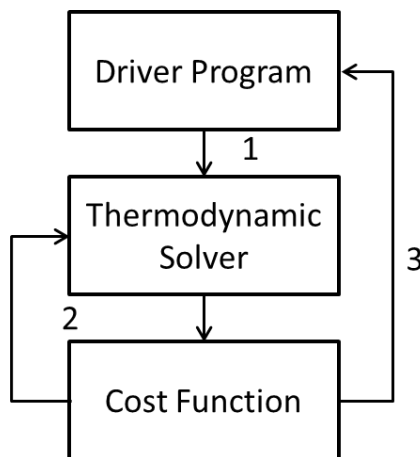 Driver Program
1
Thermodynamic
Solver
2
3
Cost Function